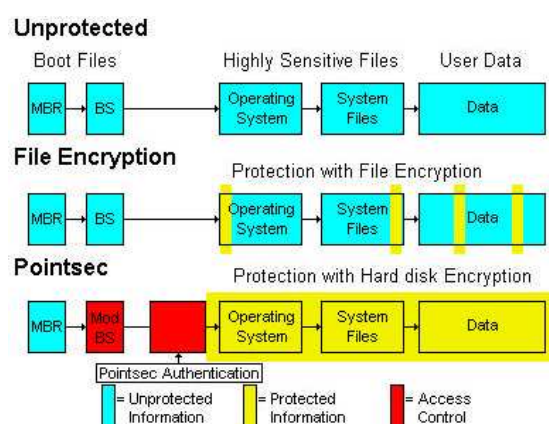 Unprotected
Boot Files Highly Sensitive Files User Data
MBR BS Operating System System Files Data
File Encryption
Protection with File Encryption
MBR BS Operating System System Files Data
Pointsec
Protection with Hard disk Encryption
MBR Mod BS Operating System System Files Data
Pointsec Authentication
= Unprotected Information = Protected Information = Access Control